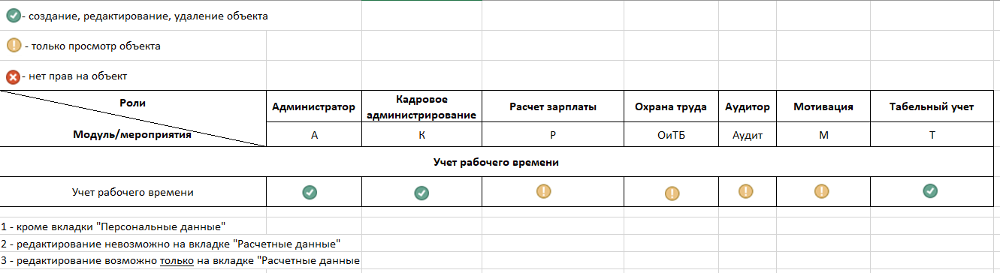 - создание, редактирование, удаление объекта
- только просмотр объекта
- нет прав на объект
Роли
Модуль/мероприятия
Администратор
Кадровое
администрирование
Расчет зарплаты
Охрана труда
Аудитор
Мотивация
Табельный учет
А
К
Р
ОиТБ
Аудит
М
Т
Учет рабочего времени
Учет рабочего времени
1 - кроме вкладки "Персональные данные"
2 - редактирование невозможно на вкладке "Расчетные данные"
3 - редактирование возможно только на вкладке "Расчетные данные